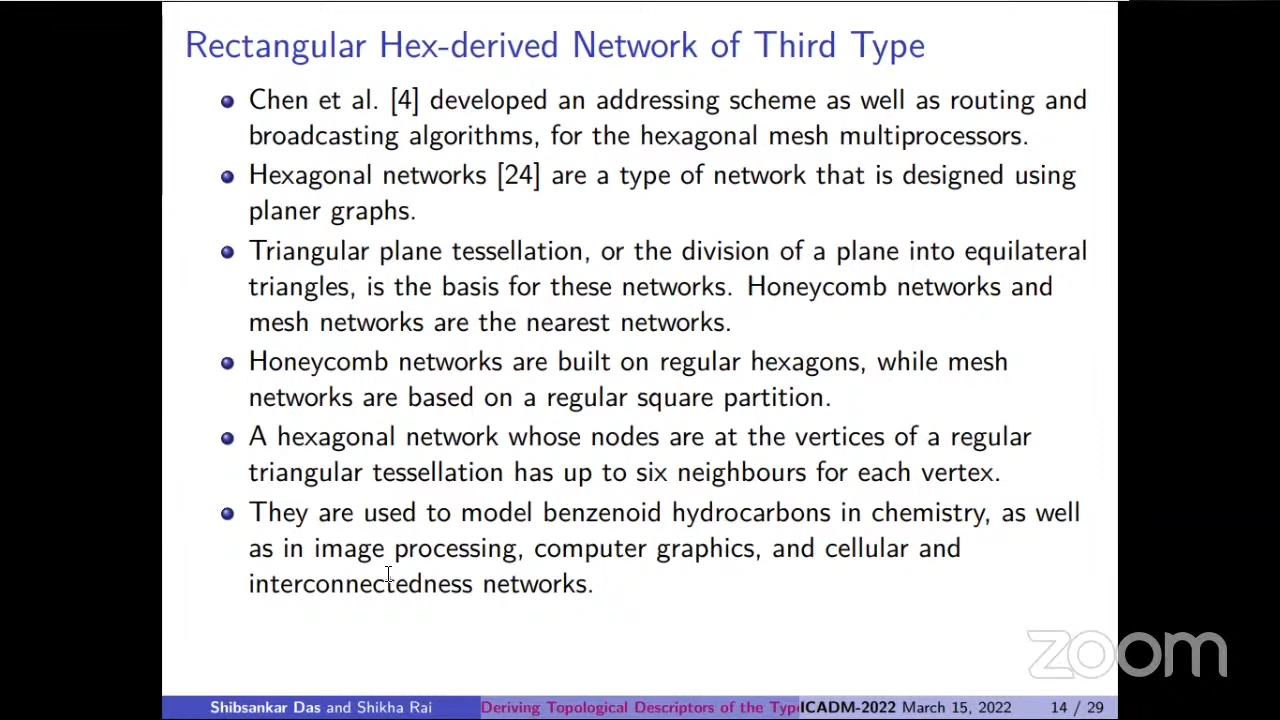 Rectangular Hex-derived Network of Third Type
Chen et al. [4] developed an addressing scheme as well as routing and
broadcasting algorithms, for the hexagonal mesh multiprocessors.
Hexagonal networks [24] are a type of network that is designed using
planer graphs.
Triangular plane tessellation, or the division of a plane into equilateral
triangles, is the basis for these networks. Honeycomb networks and
mesh networks are the nearest networks.
Honeycomb networks are built on regular hexagons, while mesh
networks are based on a regular square partition.
A hexagonal network whose nodes are at the vertices of a regular
triangular tessellation has up to six neighbours for each vertex.
They are used to model benzenoid hydrocarbons in chemistry, as well
as in image processing, computer graphics, and cellular and
interconnectedness networks.
zoom
Shibsankar Das and Shikha Rai Deriving Topological Descriptors of the Type ICADM-2022 March 15, 2022 14 / 29